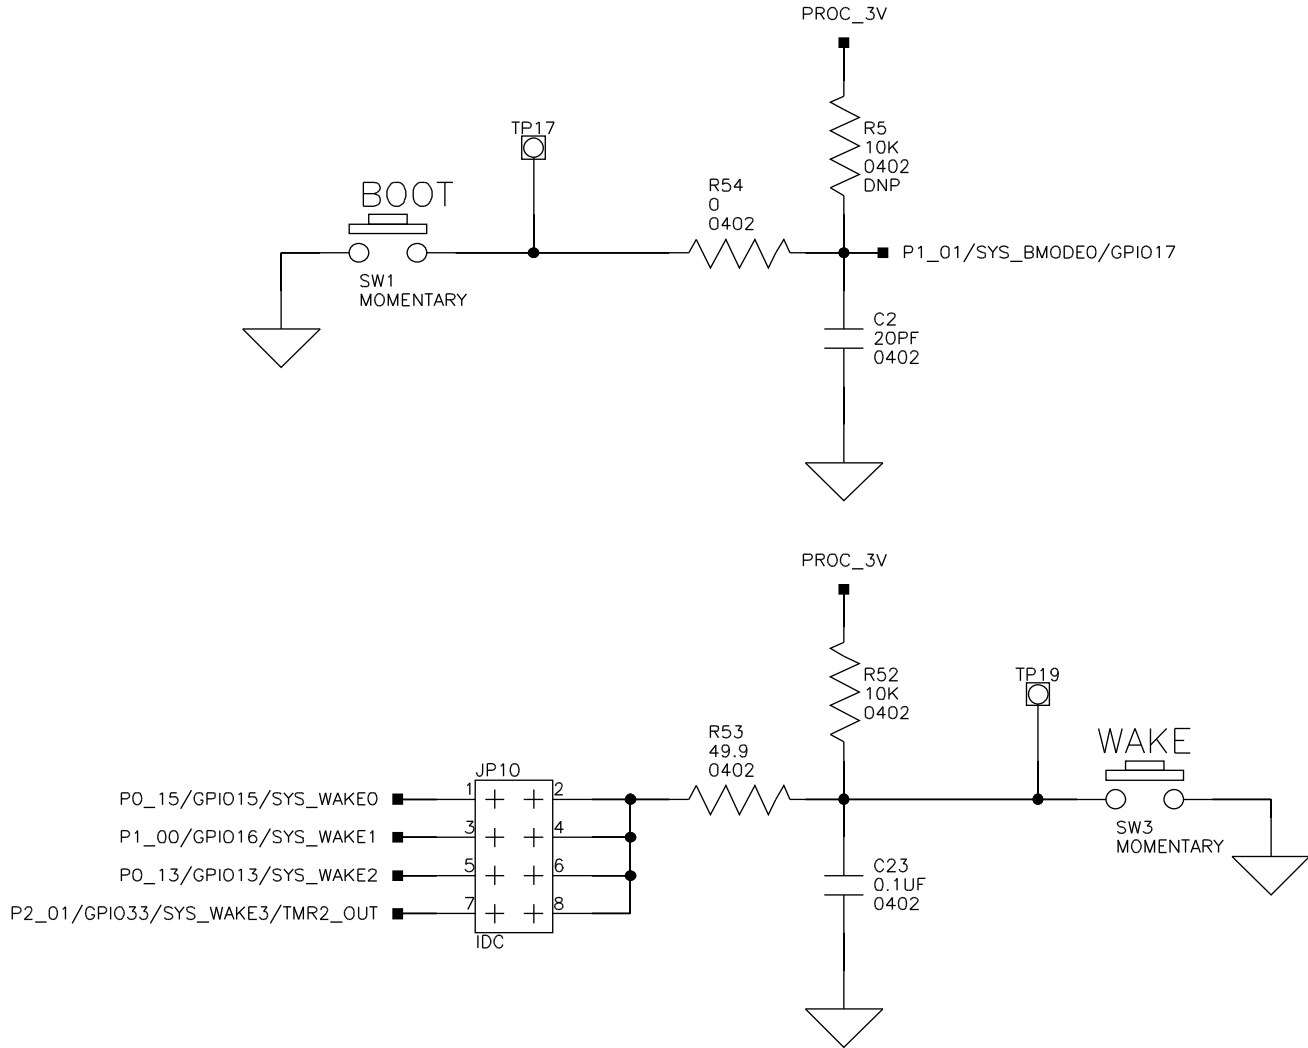 PROC_3V
TP17
R5
10K
0402
DNP
BOOT
R54
0
0402
P1_01/SYS_BMODE0/GPIO17
SW1
MOMENTARY
C2
20PF
0402
PROC_3V
R52
10K
0402
TP19
WAKE
R53
49.9
0402
JP10
P0_15/GPIO15/SYS_WAKE0
1
2
P1_00/GPIO16/SYS_WAKE1
3
4
P0_13/GPIO13/SYS_WAKE2
5
6
P2_01/GPIO33/SYS_WAKE3/TMR2_OUT
7
8
IDC
SW3
MOMENTARY
C23
0.1UF
0402